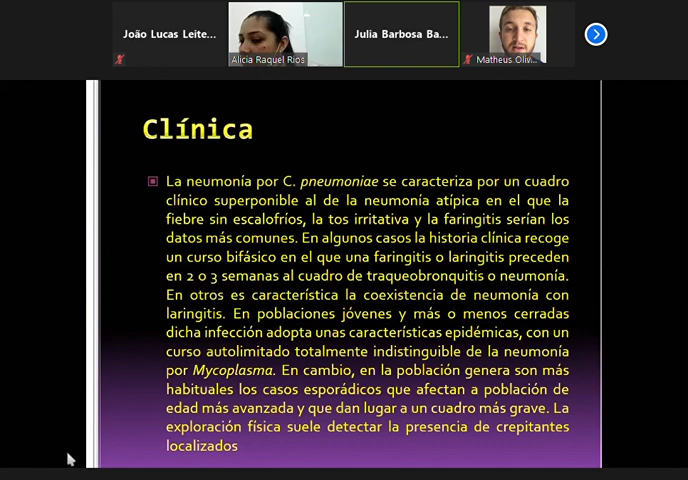 João Lucas Leite...
Alicia Raquel Rios
Julia Barbosa Ba...
Matheus Oliv...
Clínica
La neumonía por C. pneumoniae se caracteriza por un cuadro
clínico superponible al de la neumonía atípica en el que la
fiebre sin escalofríos, la tos irritativa y la faringitis serían los
datos más comunes. En algunos casos la historia clínica recoge
un curso bifásico en el que una faringitis o laringitis preceden
en 2 o 3 semanas al cuadro de traqueobronquitis o neumonía.
En otros es característica la coexistencia de neumonía con
laringitis. En poblaciones jóvenes y más o menos cerradas
dicha infección adopta unas características epidémicas, con un
curso autolimitado totalmente indistinguible de la neumonía
por Mycoplasma. En cambio, en la población genera son más
habituales los casos esporádicos que afectan a población de
edad más avanzada y que dan lugar a un cuadro más grave. La
exploración física suele detectar la presencia de crepitantes
localizados